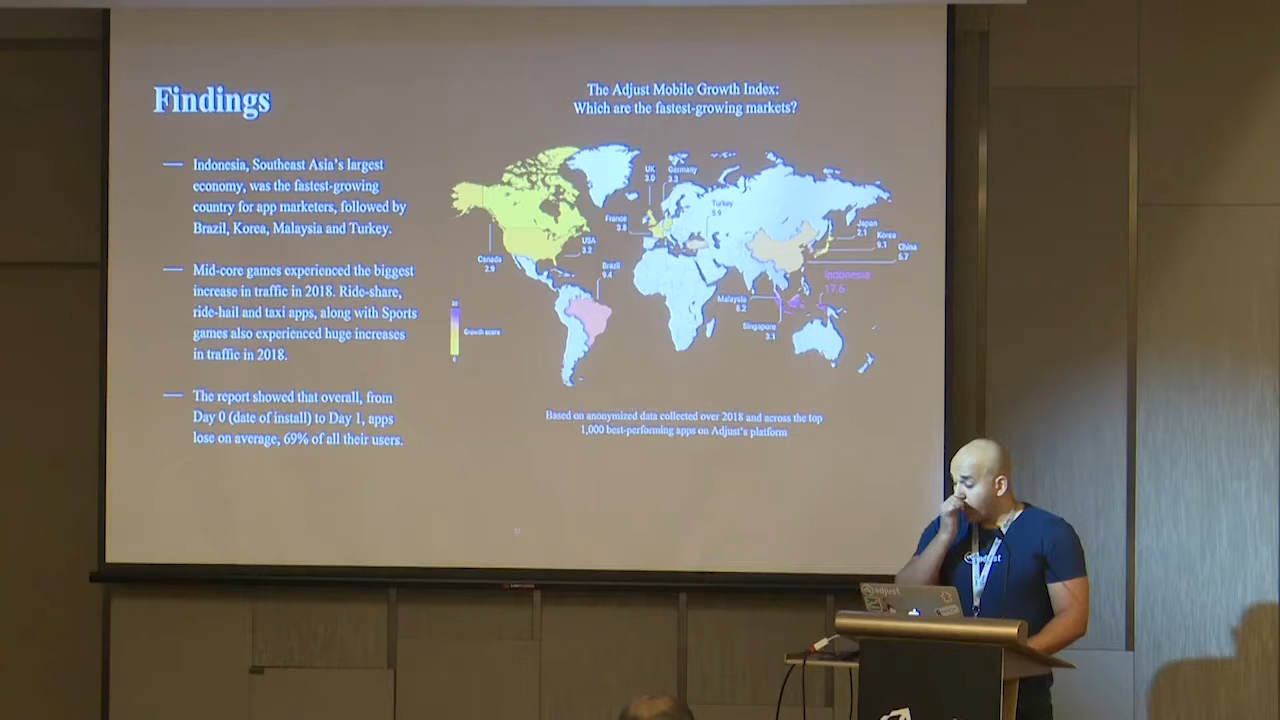 Findings
Indonesia, Southeast Asia's largest
economy, was the fastest-growing
country for app marketers, followed by
Brazil, Korea, Malaysia and Turkey.
Mid-core games experienced the biggest
increase in traffic in 2018. Ride-share,
ride-hail and taxi apps, along with Sports
games also experienced huge increases
in traffic in 2018.
The report showed that overall, from
Day 0 (date of install) to Day 1, apps
lose on average, 69% of all their users.
The Adjust Mobile Growth Index:
Which are the fastest-growing markets?
UK
3.0
Germany
3.3
Turkey
5.9
France
3.8
Japan
2.1
Korea
9.1
China
5.7
USA
3.2
Canada
2.9
Brazil
9.4
Indonesia
17.6
Malaysia
8.2
Singapore
3.1
Growth score
Based on anonymized data collected over 2018 and across the top
1,000 best-performing apps on Adjust's platform
adjust
adjust